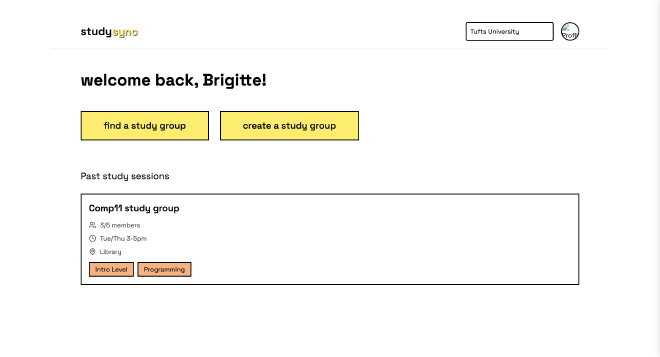 studysync
Tufts University
Profi
welcome back, Brigitte!
find a study group
create a study group
Past study sessions
Comp11 study group
3/5 members
Tue/Thu 3-5pm
Library
Intro Level
Programming